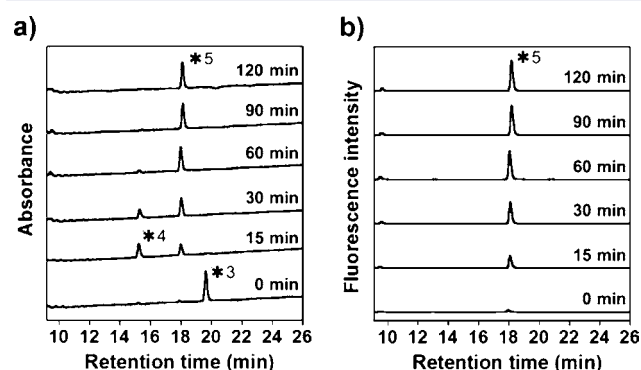 a)
Absorbance
*5
120 min
90 min
60 min
30 min
*4
15 min
*3
0 min
10 12 14 16 18 20 22 24 26
Retention time (min)
b)
Fluorescence intensity
*5
120 min
90 min
60 min
30 min
15 min
0 min
10 12 14 16 18 20 22 24 26
Retention time (min)